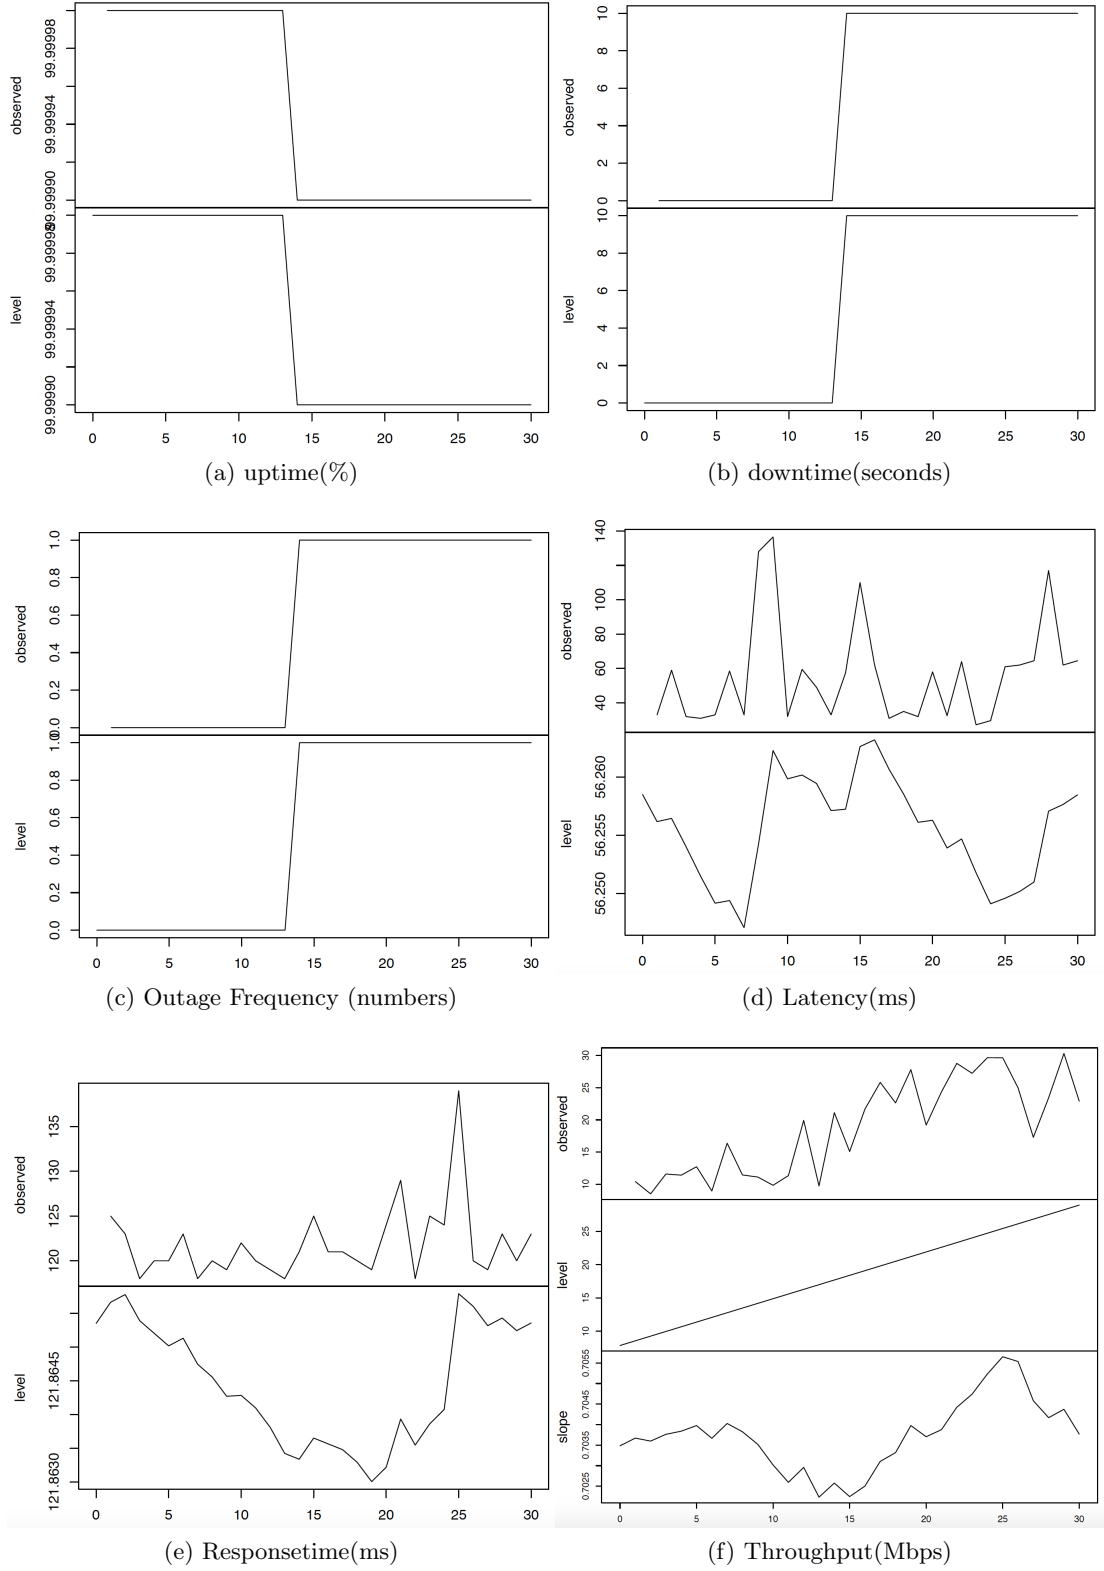 observed
99.99990 99.99994 99.99998
level
99.99990 99.99994 99.99998
0 5 10 15 20 25 30
(a) uptime(%)
observed
0 2 4 6 8 10
level
0 2 4 6 8 10
0 5 10 15 20 25 30
(b) downtime(seconds)
observed
0.0 0.2 0.4 0.6 0.8 1.0
level
0.0 0.2 0.4 0.6 0.8 1.0
0 5 10 15 20 25 30
(c) Outage Frequency (numbers)
observed
40 60 80 100 140
level
56.250 56.255 56.260
0 5 10 15 20 25 30
(d) Latency(ms)
observed
120 125 130 135
level
121.8630 121.8645
0 5 10 15 20 25 30
(e) Responsetime(ms)
observed
10 15 20 25 30
level
10 15 20 25
slope
0.7025 0.7035 0.7045 0.7055
0 5 10 15 20 25 30
(f) Throughput(Mbps)